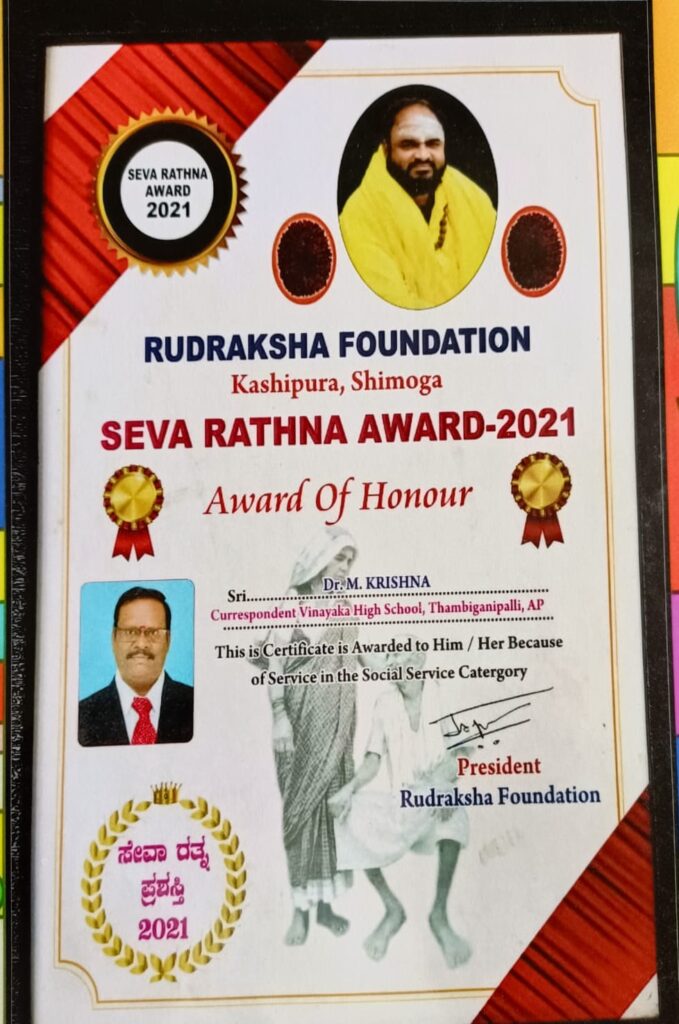 SEVA RATHNA
AWARD
2021
RUDRAKSHA FOUNDATION
Kashipura, Shimoga
SEVA RATHNA AWARD-2021
Award Of Honour
Sri.................Dr. M. KRISHNA
Currespondent Vinayaka High School, Thambiganipalli, AP
This is Certificate is Awarded to Him / Her Because
of Service in the Social Service Catergory
President
Rudraksha Foundation
ಸೇವಾ ರತ್ನ
ಪ್ರಶಸ್ತಿ
2021